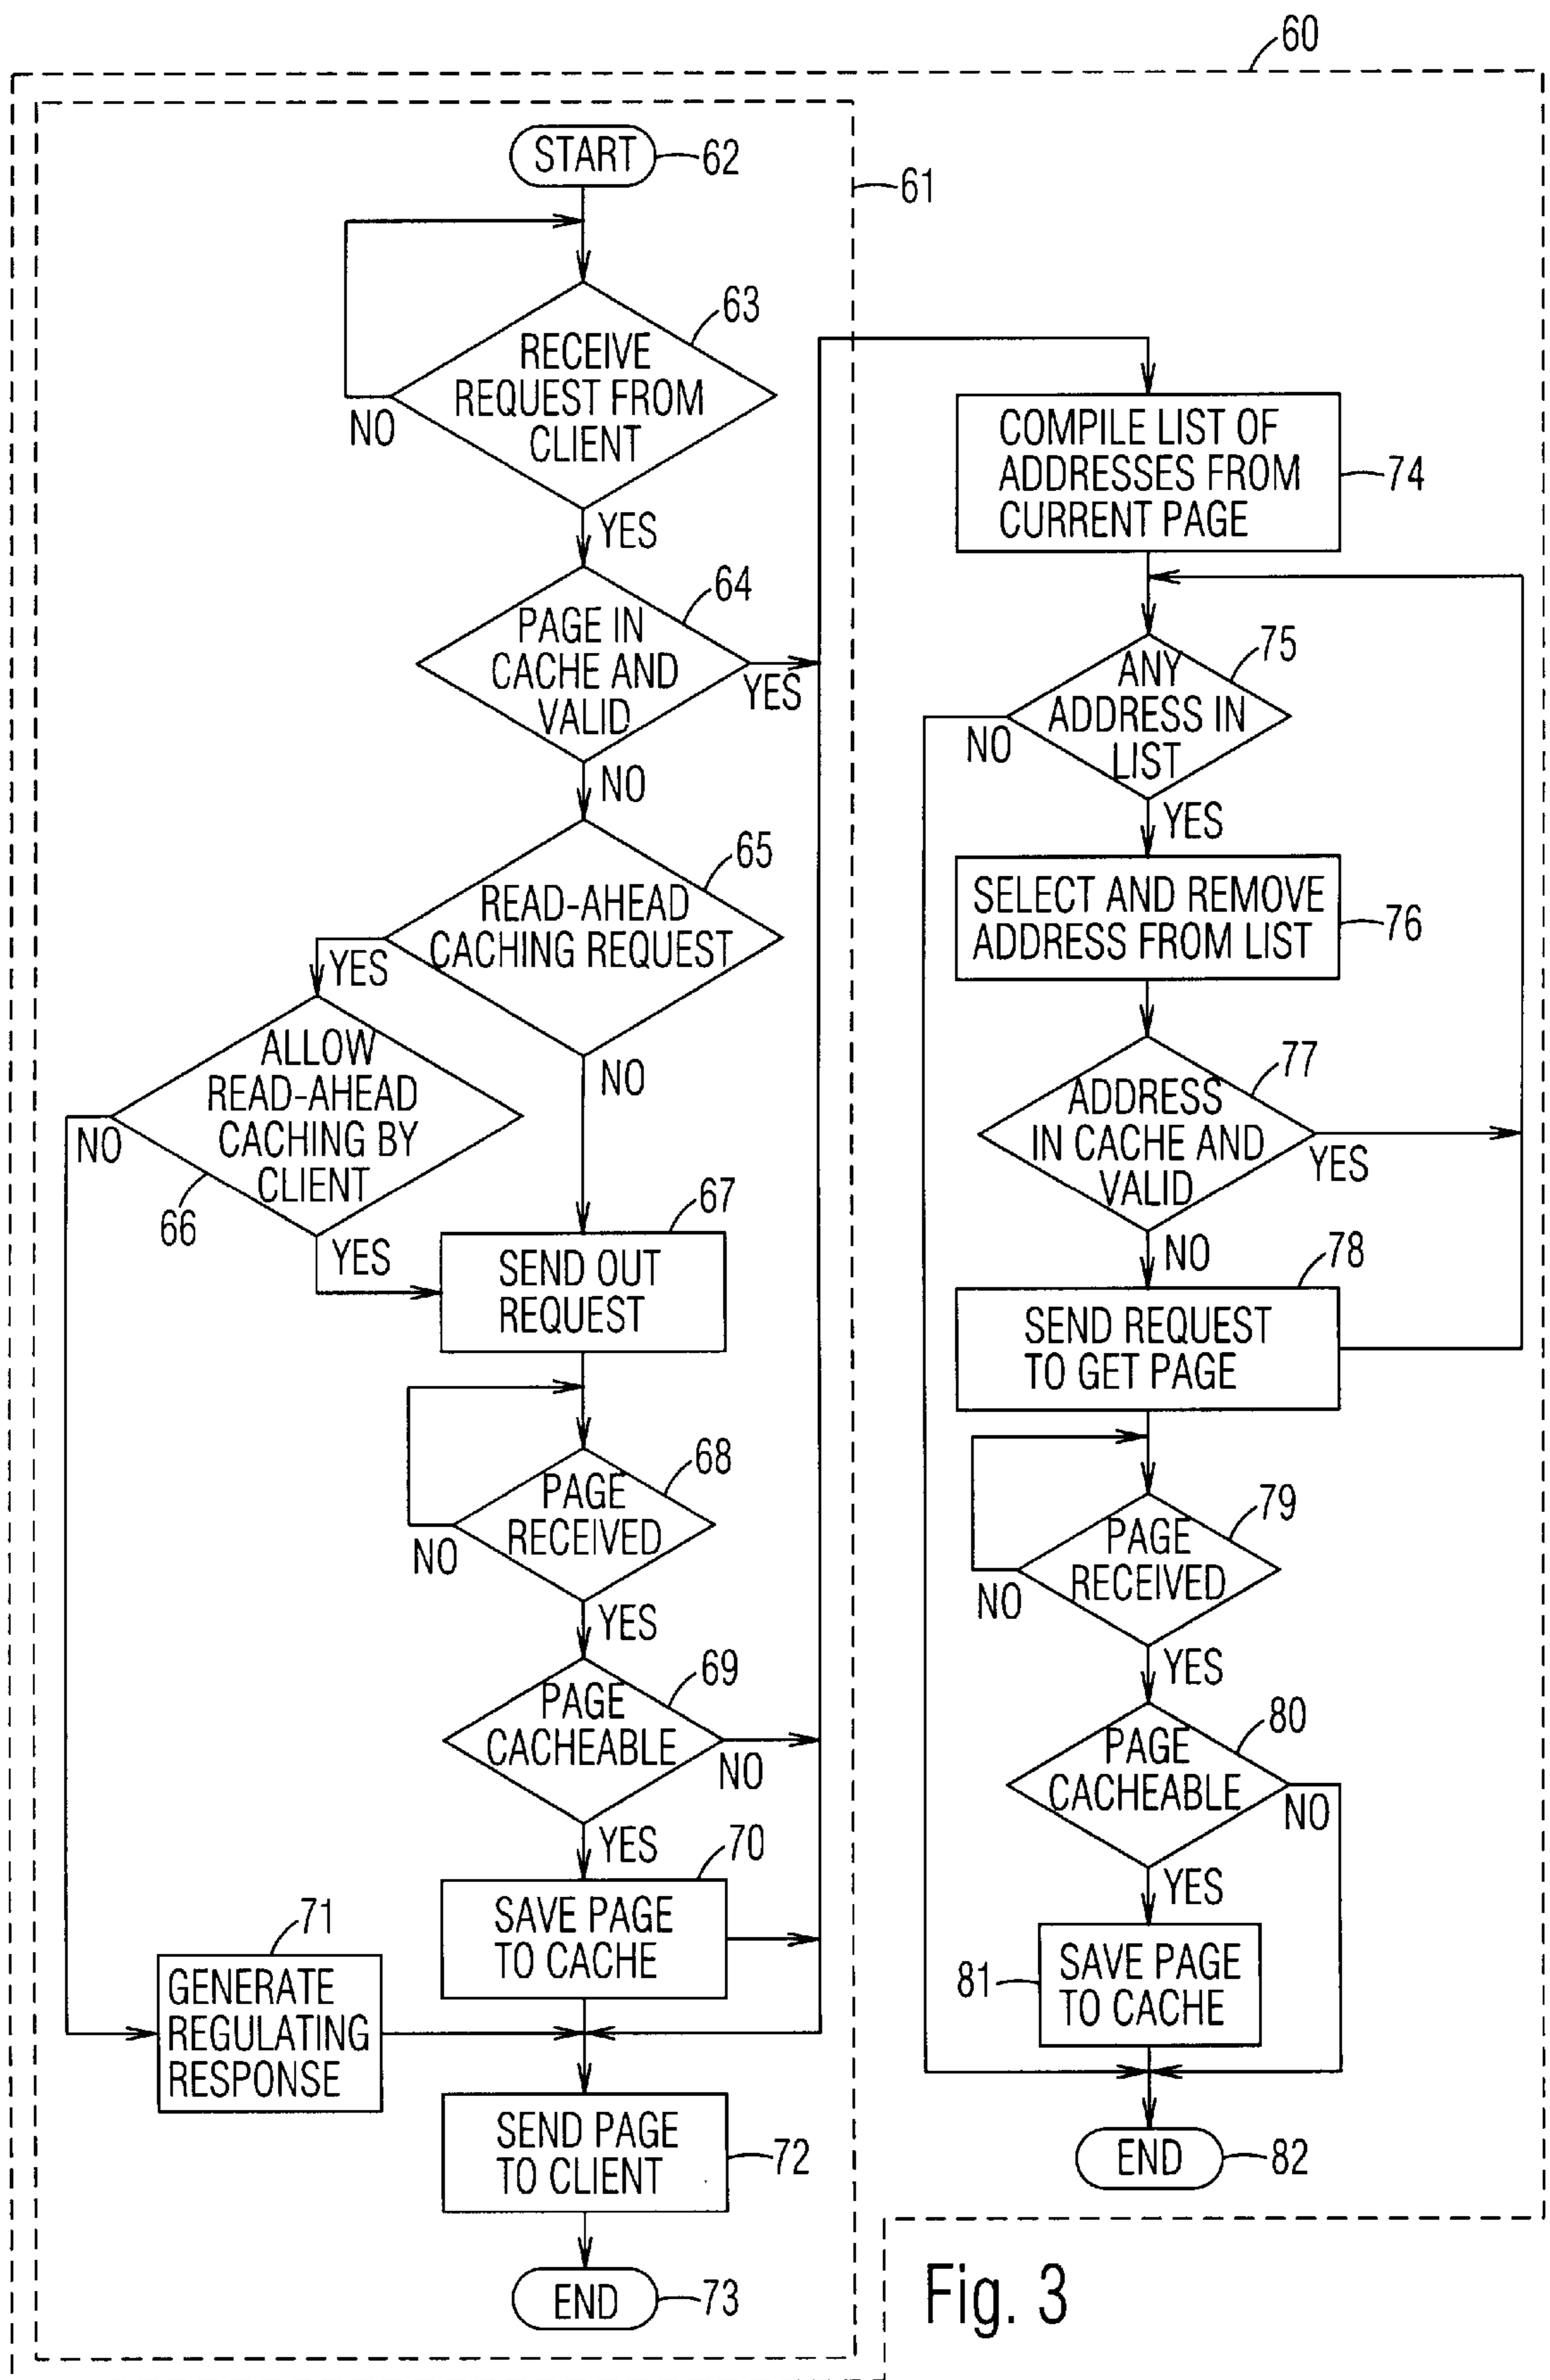 60
START
62
61
63
RECEIVE
REQUEST FROM
CLIENT
NO
YES
64
PAGE IN
CACHE AND
VALID
YES
NO
65
READ-AHEAD
CACHING REQUEST
YES
NO
ALLOW
READ-AHEAD
CACHING BY
CLIENT
NO
66
YES
67
SEND OUT
REQUEST
68
PAGE
RECEIVED
NO
YES
69
PAGE
CACHEABLE
NO
YES
70
SAVE PAGE
TO CACHE
71
GENERATE
REGULATING
RESPONSE
SEND PAGE
TO CLIENT
72
END
73
COMPILE LIST OF
ADDRESSES FROM
CURRENT PAGE
74
75
ANY
ADDRESS IN
LIST
NO
YES
SELECT AND REMOVE
ADDRESS FROM LIST
76
77
ADDRESS
IN CACHE AND
VALID
YES
NO
78
SEND REQUEST
TO GET PAGE
79
PAGE
RECEIVED
NO
YES
80
PAGE
CACHEABLE
NO
YES
81
SAVE PAGE
TO CACHE
END
82
Fig. 3